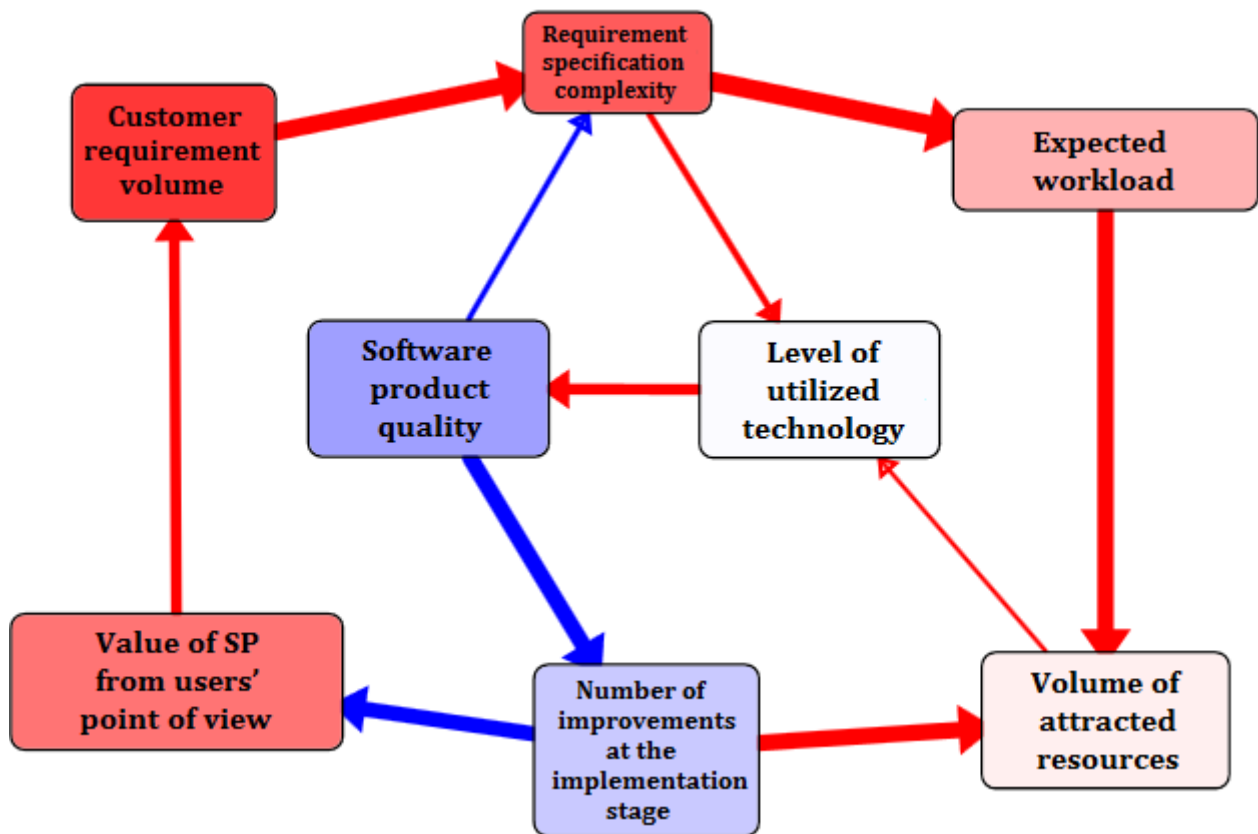 Requirement
specification
complexity
Customer
requirement
volume
Expected
workload
Software
product
quality
Level of
utilized
technology
Value of SP
from users’
point of view
Number of
improvements
at the
implementation
stage
Volume of
attracted
resources